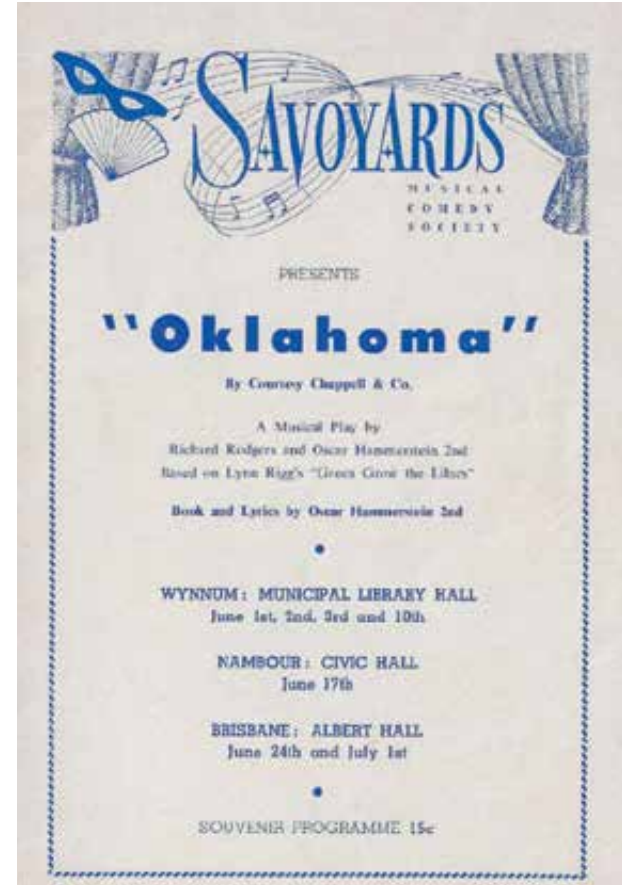 SAVOYARDS
MUSICAL
COMEDY
SOCIETY
PRESENTS
"Oklahoma"
By Courtesy Chappell & Co.
A Musical Play by
Richard Rodgers and Oscar Hammerstein 2nd
Based on Lynn Rigg's "Green Grow the Lilacs"
Book and Lyrics by Oscar Hammerstein 2nd
WYNNUM: MUNICIPAL LIBRARY HALL
June 1st, 2nd, 3rd and 10th
NAMBOUR: CIVIC HALL
June 17th
BRISBANE: ALBERT HALL
June 24th and July 1st
SOUVENIR PROGRAMME 15c